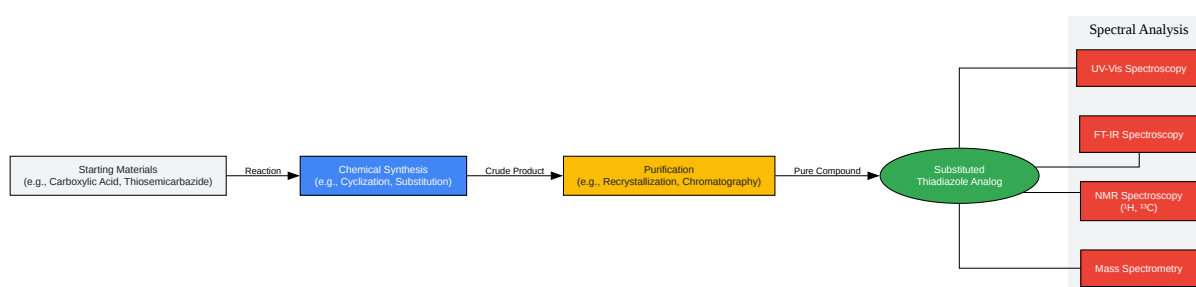 Spectral Analysis
UV-Vis Spectroscopy
FT-IR Spectroscopy
Starting Materials
(e.g., Carboxylic Acid, Thiosemicarbazide)
Reaction
Chemical Synthesis
(e.g., Cyclization, Substitution)
Crude Product
Purification
(e.g., Recrystallization, Chromatography)
Pure Compound
Substituted
Thiadiazole Analog
NMR Spectroscopy
(¹H, ¹³C)
Mass Spectrometry